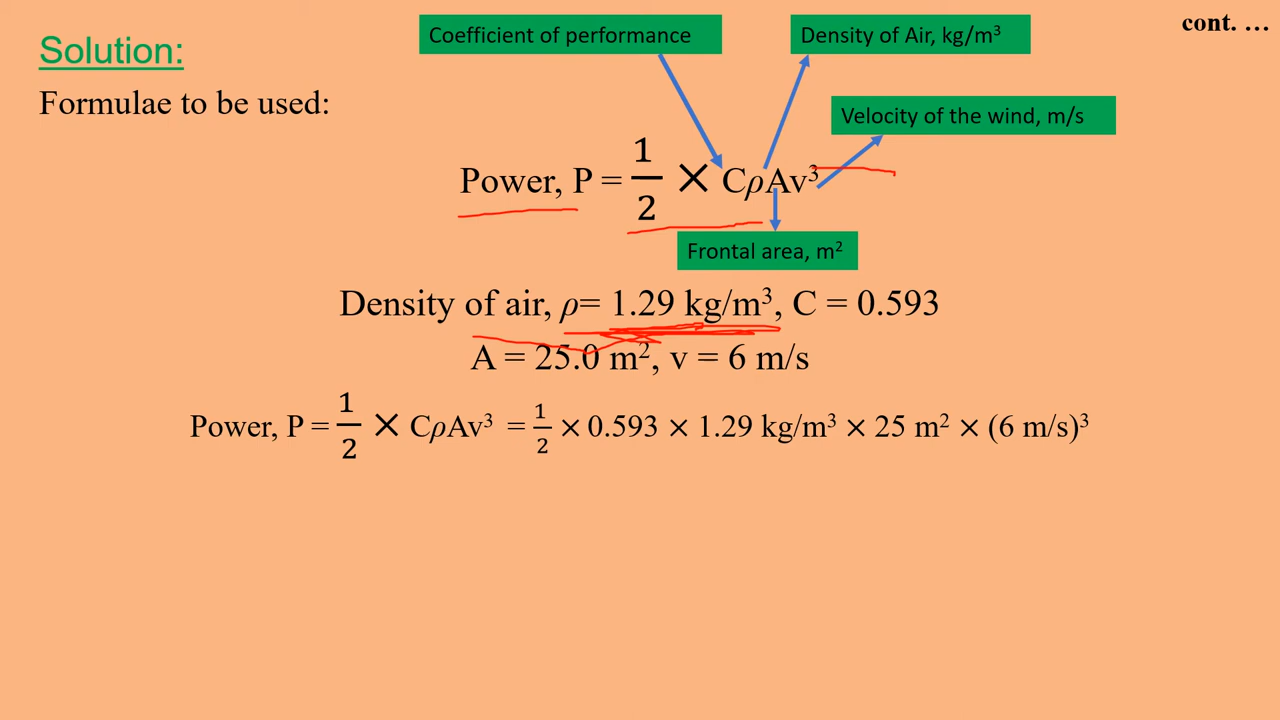 cont. …
Coefficient of performance
Density of Air, kg/m³
Solution:
Formulae to be used:
Velocity of the wind, m/s
Power, P = 1/2 × CρAv³
Frontal area, m²
Density of air, ρ= 1.29 kg/m³, C = 0.593
A = 25.0 m², v = 6 m/s
Power, P = 1/2 × CρAv³ = 1/2 × 0.593 × 1.29 kg/m³ × 25 m² × (6 m/s)³